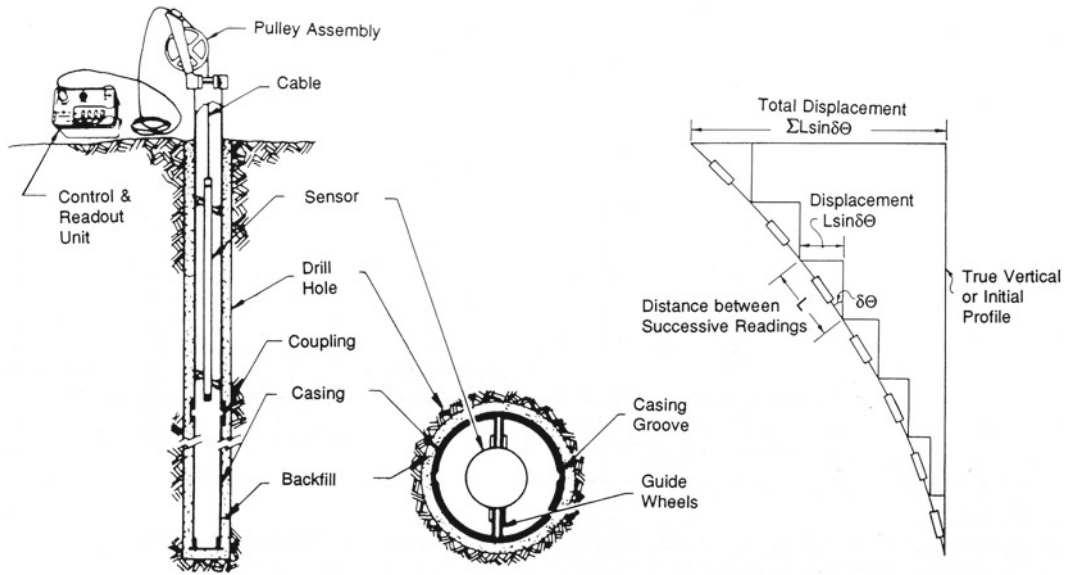 Pulley Assembly
Cable
Control &
Readout
Unit
Sensor
Drill
Hole
Coupling
Casing
Backfill
Casing
Groove
Guide
Wheels
Total Displacement
ΣLsinδΘ
Displacement
LsinδΘ
δΘ
L
Distance between
Successive Readings
True Vertical
or Initial
Profile